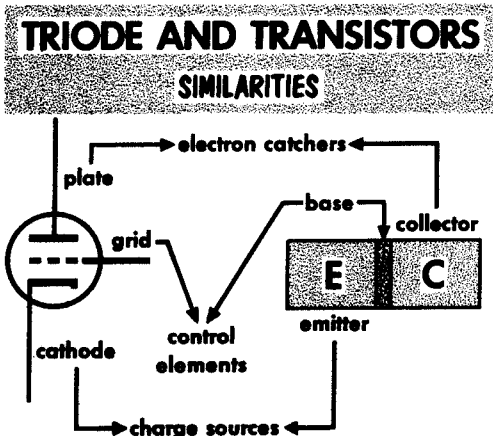 TRIODE AND TRANSISTORS
SIMILARITIES
electron catchers
plate
base
collector
grid
E
C
control
elements
emitter
cathode
charge sources